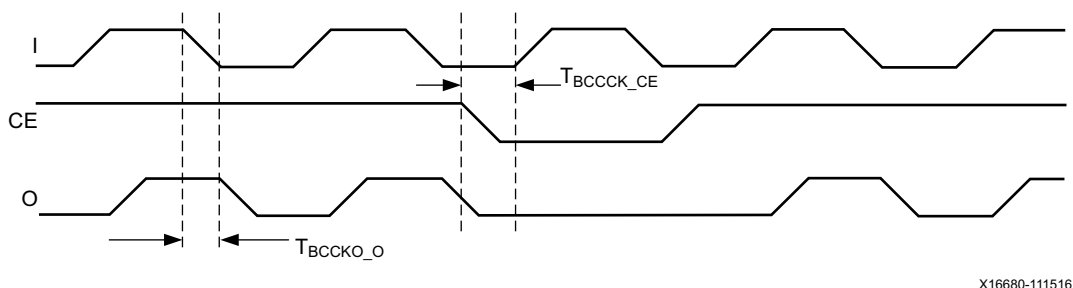 I
T_BCCCK_CE
CE
O
T_BCCKO_O
X16680-111516